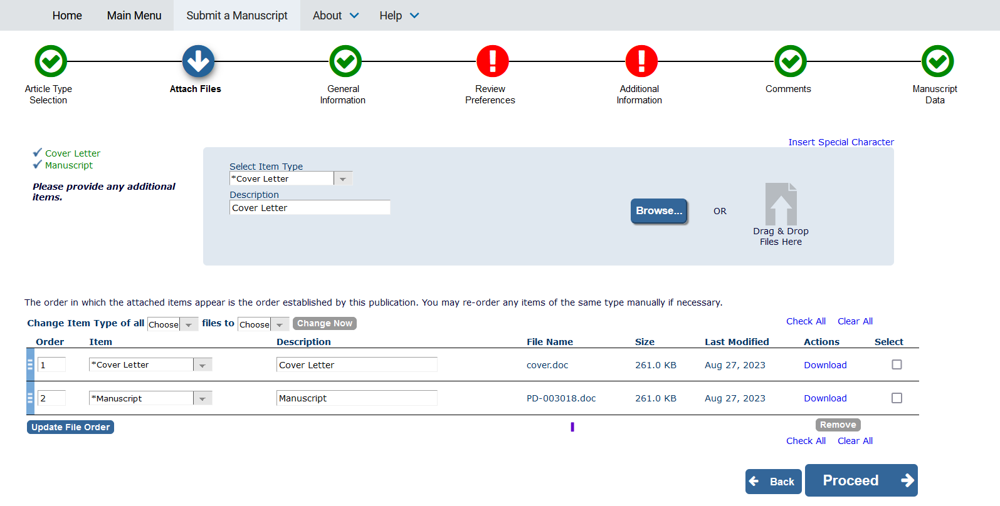 Home Main Menu Submit a Manuscript About Help
Article Type Selection
Attach Files
General Information
Review Preferences
Additional Information
Comments
Manuscript Data
Insert Special Character
Cover Letter
Manuscript
Please provide any additional
items.
Select Item Type
*Cover Letter
Description
Cover Letter
Browse...
OR
Drag & Drop
Files Here
The order in which the attached items appear is the order established by this publication. You may re-order any items of the same type manually if necessary.
Change Item Type of all Choose files to Choose Change Now
Check All Clear All
Order Item Description File Name Size Last Modified Actions Select
1 *Cover Letter Cover Letter cover.doc 261.0 KB Aug 27, 2023 Download
2 *Manuscript Manuscript PD-003018.doc 261.0 KB Aug 27, 2023 Download
Update File Order
Remove
Check All Clear All
Back Proceed